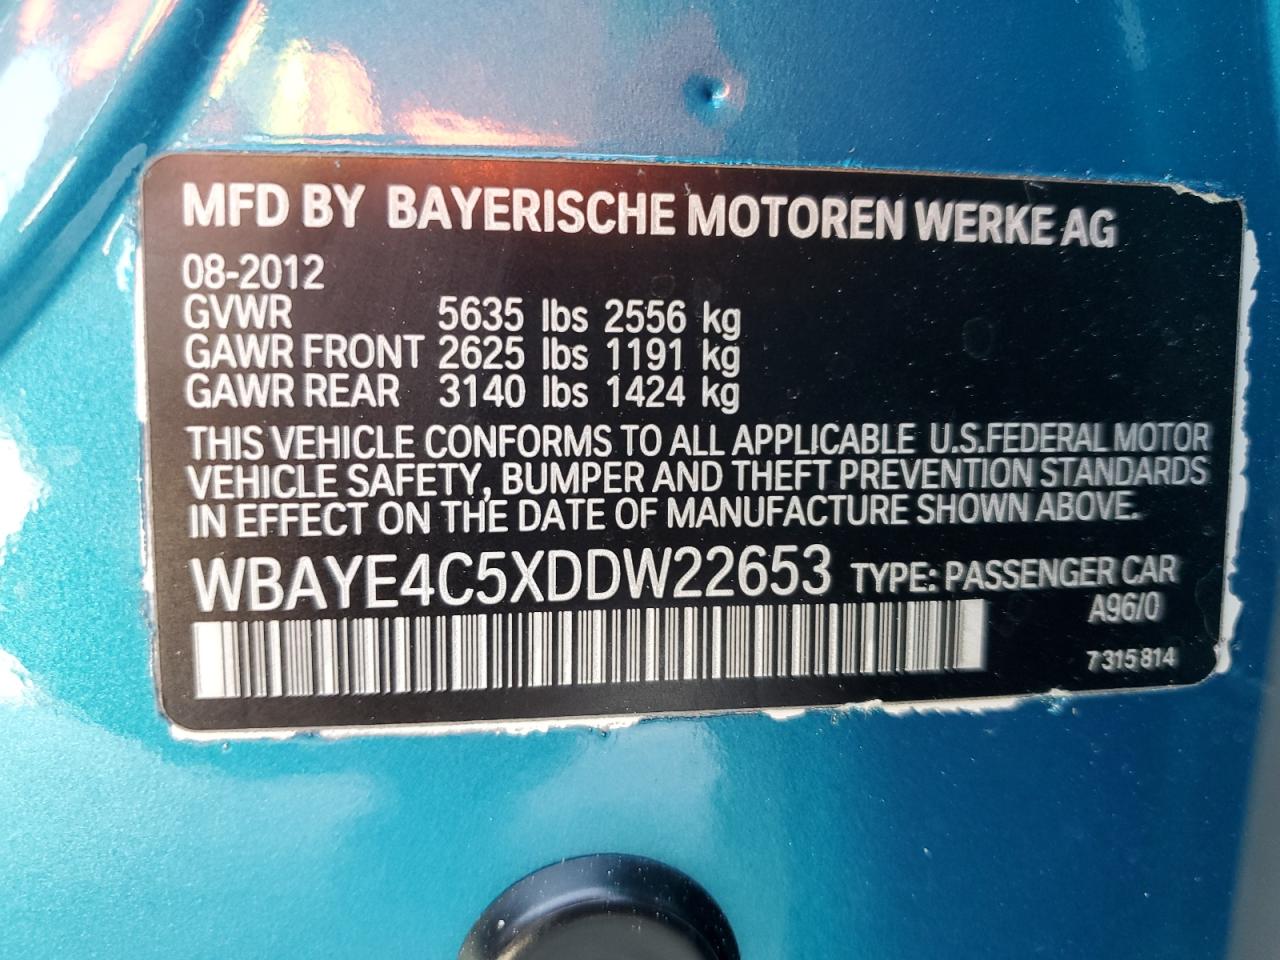 MFD BY BAYERISCHE MOTOREN WERKE AG
08-2012
GVWR 5635 lbs 2556 kg
GAWR FRONT 2625 lbs 1191 kg
GAWR REAR 3140 lbs 1424 kg
THIS VEHICLE CONFORMS TO ALL APPLICABLE U.S.FEDERAL MOTOR
VEHICLE SAFETY, BUMPER AND THEFT PREVENTION STANDARDS
IN EFFECT ON THE DATE OF MANUFACTURE SHOWN ABOVE.
WBAYE4C5XDDW22653 TYPE: PASSENGER CAR
A96/0
7 315 814